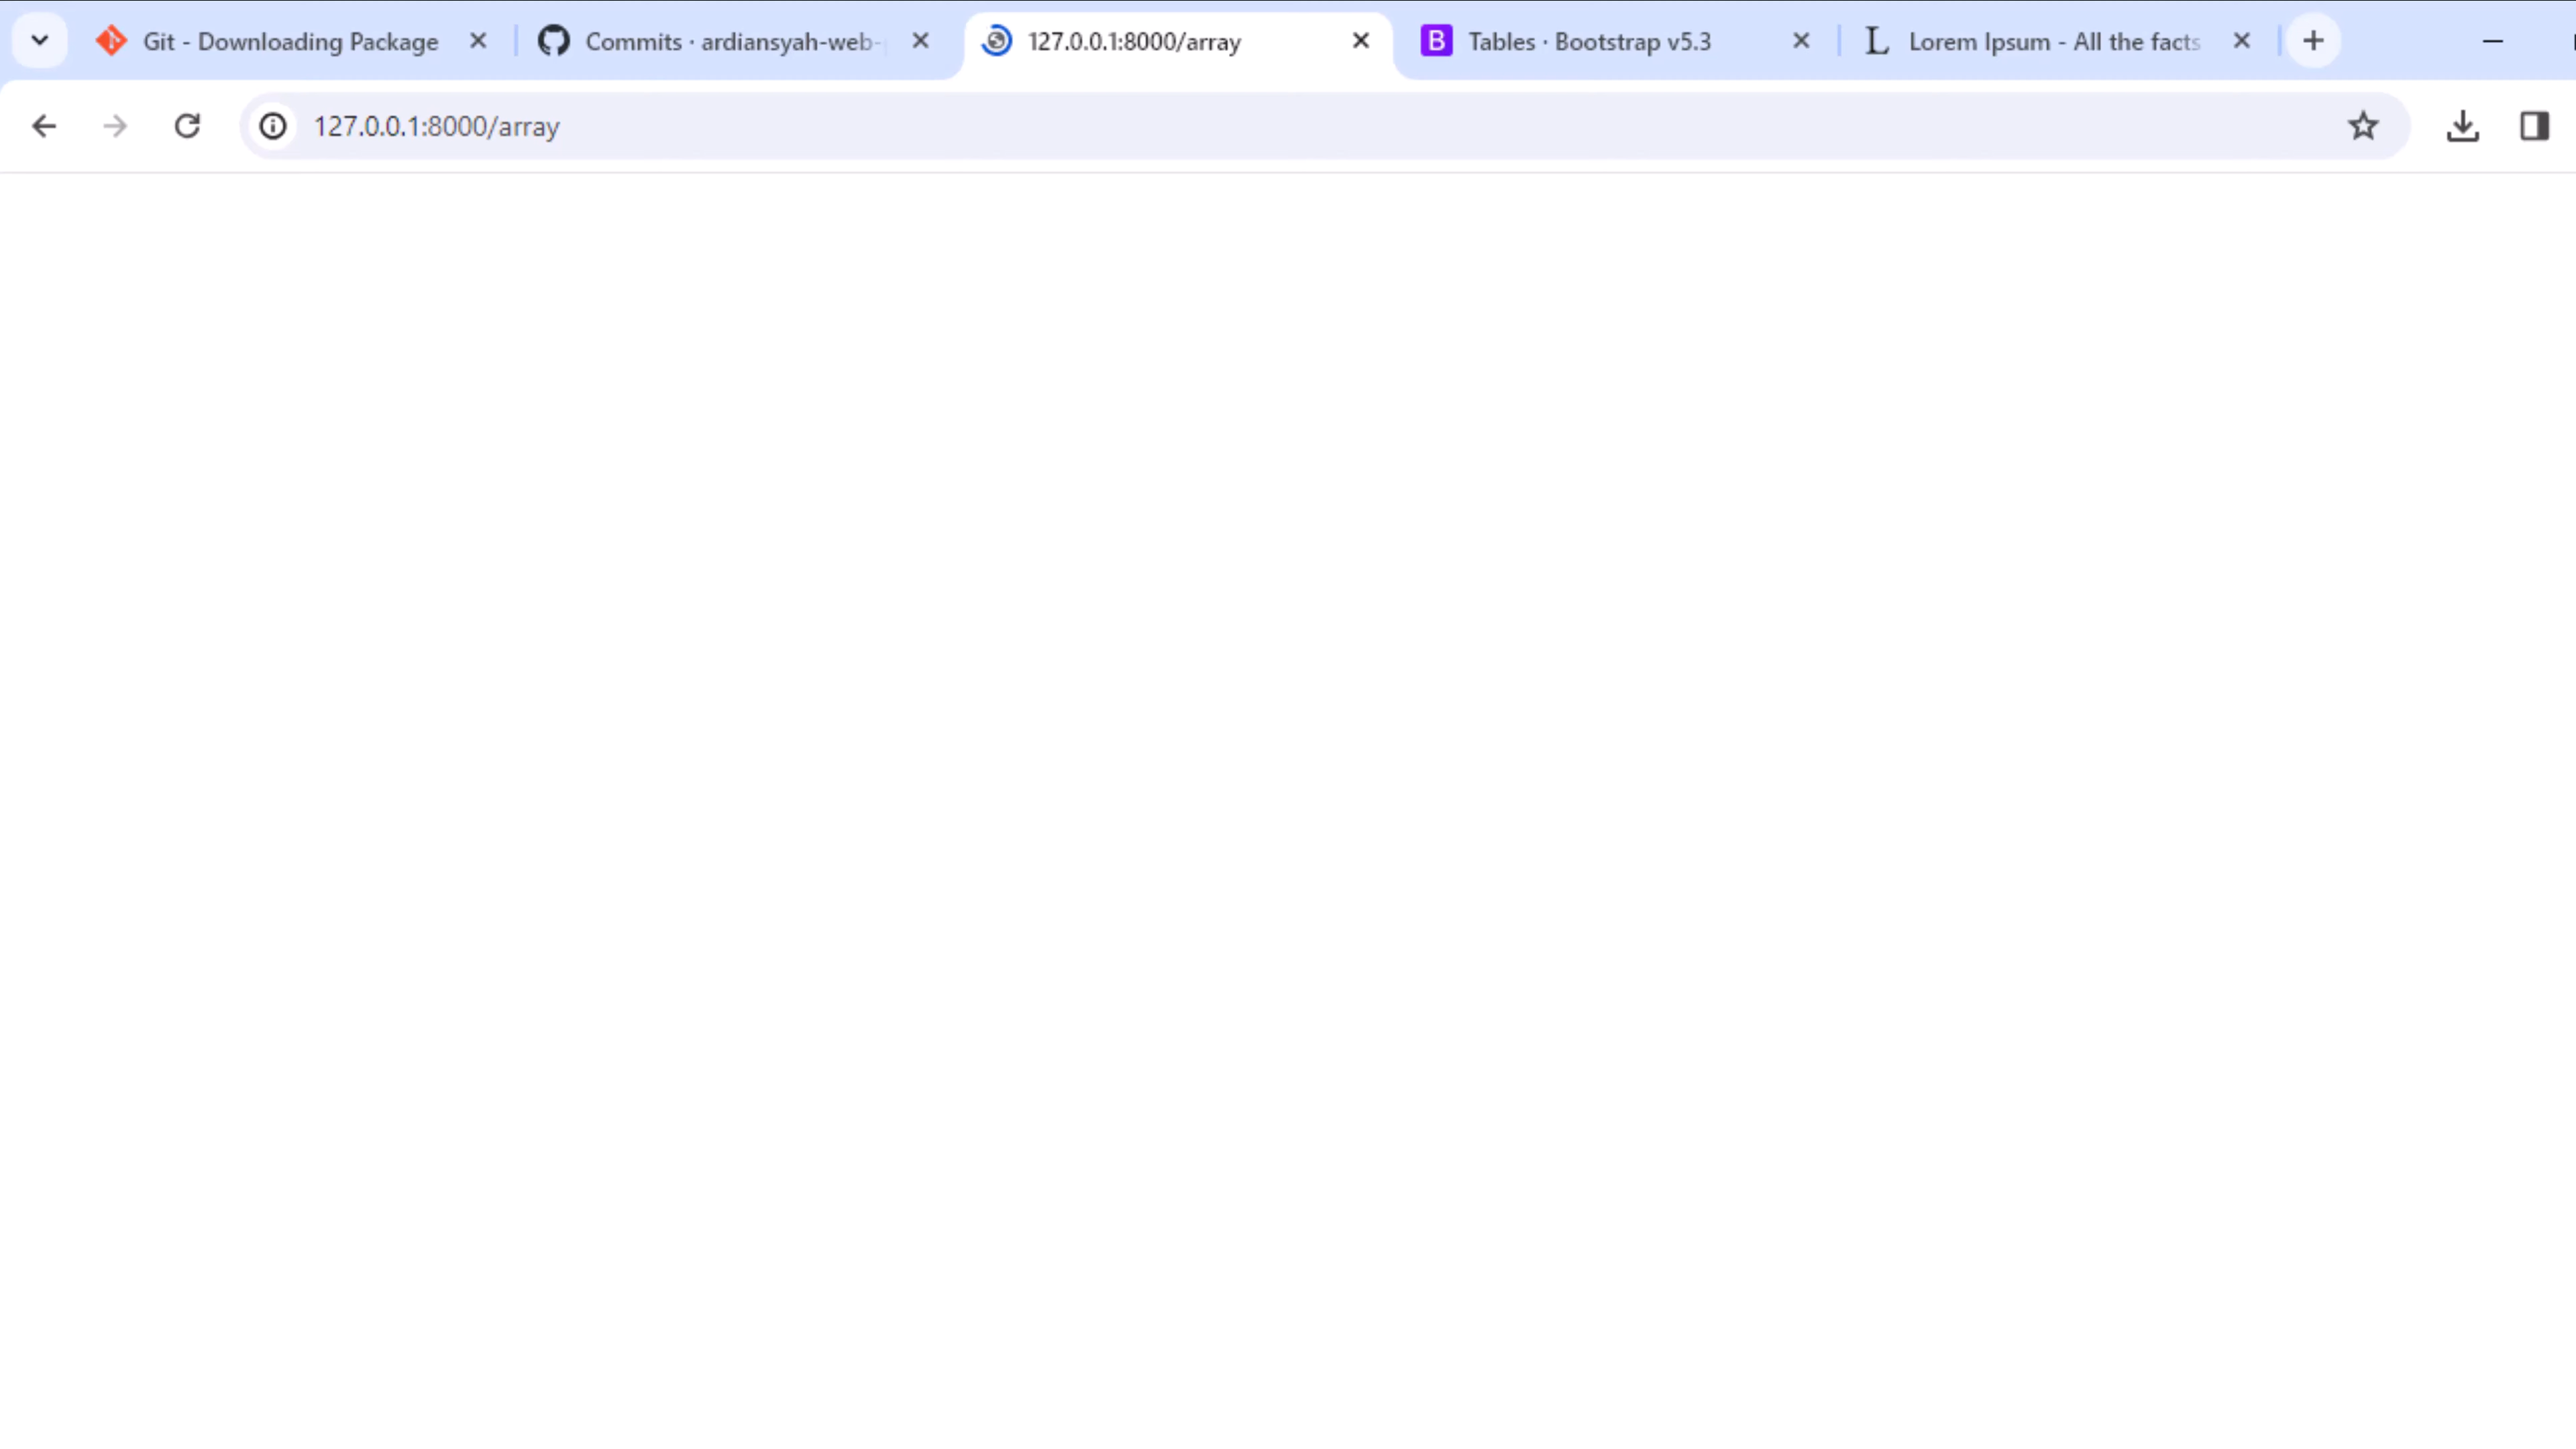 Git - Downloading Package
Commits · ardiansyah-web-
127.0.0.1:8000/array
B Tables · Bootstrap v5.3
L Lorem Ipsum - All the facts
127.0.0.1:8000/array